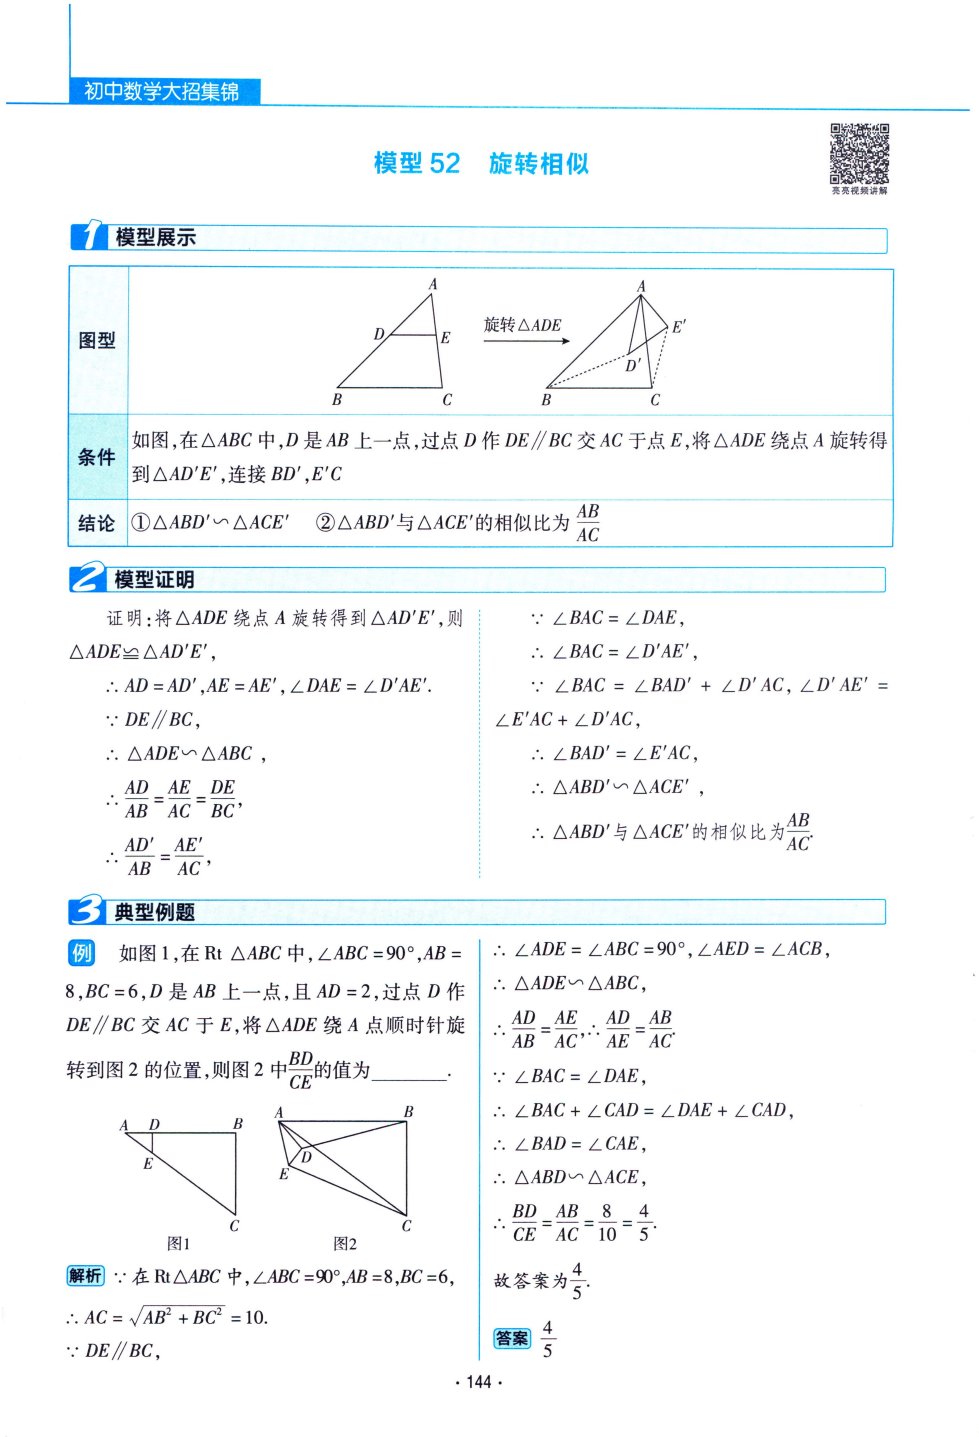 初中数学大招集锦
模型 52 旋转相似
亮亮视频讲解
1 模型展示
图型
A
D
E
B
C
旋转△ADE
A
E′
D′
B
C
条件
如图,在△ABC 中,D 是 AB 上一点,过点 D 作 DE∥BC 交 AC 于点 E,将△ADE 绕点 A 旋转得
到△AD′E′,连接 BD′,E′C
结论
①△ABD′∽△ACE′ ②△ABD′与△ACE′的相似比为 AB/AC
2 模型证明
证明:将△ADE 绕点 A 旋转得到△AD′E′,则
△ADE≌△AD′E′,
∴ AD = AD′,AE = AE′,∠DAE = ∠D′AE′.
∵ DE∥BC,
∴ △ADE∽△ABC ,
∴ AD/AB = AE/AC = DE/BC,
∴ AD′/AB = AE′/AC,
∵ ∠BAC = ∠DAE,
∴ ∠BAC = ∠D′AE′,
∵ ∠BAC = ∠BAD′ + ∠D′AC, ∠D′AE′ =
∠E′AC + ∠D′AC,
∴ ∠BAD′ = ∠E′AC,
∴ △ABD′∽△ACE′ ,
∴ △ABD′与△ACE′的相似比为AB/AC.
3 典型例题
例 如图 1,在 Rt △ABC 中,∠ABC = 90°,AB =
8,BC = 6,D 是 AB 上一点,且 AD = 2,过点 D 作
DE∥BC 交 AC 于 E,将△ADE 绕 A 点顺时针旋
转到图 2 的位置,则图 2 中BD/CE的值为________.
A D B
E
C
图1
A B
D
E
C
图2
解析 ∵ 在 Rt△ABC 中,∠ABC = 90°,AB = 8,BC = 6,
∴ AC = √(AB² + BC²) = 10.
∵ DE∥BC,
∴ ∠ADE = ∠ABC = 90°,∠AED = ∠ACB,
∴ △ADE∽△ABC,
∴ AD/AB = AE/AC,∴ AD/AE = AB/AC.
∵ ∠BAC = ∠DAE,
∴ ∠BAC + ∠CAD = ∠DAE + ∠CAD,
∴ ∠BAD = ∠CAE,
∴ △ABD∽△ACE,
∴ BD/CE = AB/AC = 8/10 = 4/5.
故答案为4/5.
答案 4/5
· 144 ·